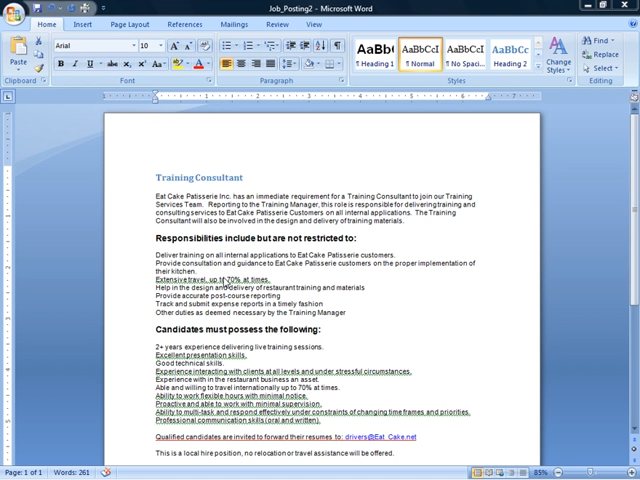 Job_Posting2 - Microsoft Word
Home Insert Page Layout References Mailings Review View
Paste
Arial 10
AaBbC AaBbCcI AaBbCcI AaBbCc
¶ Heading 1 ¶ Normal ¶ No Spaci... Heading 2
Change Styles
Find
Replace
Select
Clipboard Font Paragraph Styles Editing
Training Consultant
Eat Cake Patisserie Inc. has an immediate requirement for a Training Consultant to join our Training
Services Team. Reporting to the Training Manager, this role is responsible for delivering training and
consulting services to Eat Cake Patisserie Customers on all internal applications. The Training
Consultant will also be involved in the design and delivery of training materials.
Responsibilities include but are not restricted to:
Deliver training on all internal applications to Eat Cake Patisserie customers.
Provide consultation and guidance to Eat Cake Patisserie customers on the proper implementation of
their kitchen.
Extensive travel, up to 70% at times.
Help in the design and delivery of restaurant training and materials
Provide accurate post-course reporting
Track and submit expense reports in a timely fashion
Other duties as deemed necessary by the Training Manager
Candidates must possess the following:
2+ years experience delivering live training sessions.
Excellent presentation skills.
Good technical skills.
Experience interacting with clients at all levels and under stressful circumstances.
Experience with in the restaurant business an asset.
Able and willing to travel internationally up to 70% at times.
Ability to work flexible hours with minimal notice.
Proactive and able to work with minimal supervision.
Ability to multi-task and respond effectively under constraints of changing time frames and priorities.
Professional communication skills (oral and written).
Qualified candidates are invited to forward their resumes to: drivers@Eat_Cake.net
This is a local hire position, no relocation or travel assistance will be offered.
Page: 1 of 1 Words: 261 85%